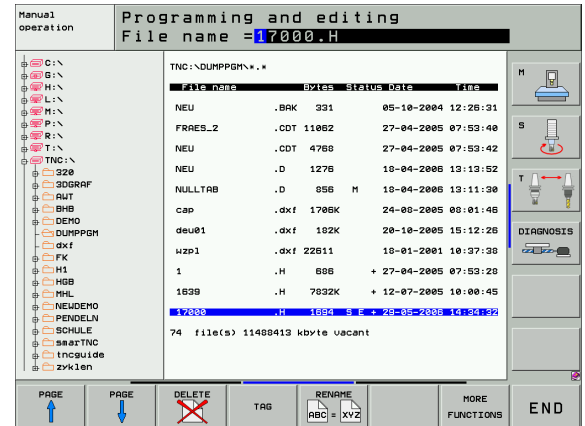 Manual
operation
Programming and editing
File name =17000.H
C:\
G:\
H:\
L:\
M:\
P:\
R:\
T:\
TNC:\
320
3DGRAF
AWT
BHB
DEMO
DUMPPGM
dxf
FK
H1
HGB
MHL
NEWDEMO
PENDELN
SCHULE
smarTNC
tncguide
zyklen
TNC:\DUMPPGM\*.*
File name Bytes Status Date Time
NEU .BAK 331 05-10-2004 12:26:31
FRAES_2 .CDT 11062 27-04-2005 07:53:40
NEU .CDT 4768 27-04-2005 07:53:42
NEU .D 1276 18-04-2006 13:13:52
NULLTAB .D 856 M 18-04-2006 13:11:30
cap .dxf 1706K 24-08-2005 08:01:46
deu01 .dxf 182K 20-10-2005 15:12:26
wzpl .dxf 22611 18-01-2001 10:37:38
1 .H 686 + 27-04-2005 07:53:28
1639 .H 7832K + 12-07-2005 10:00:45
17000 .H 1694 S E + 29-05-2006 14:34:32
74 file(s) 11488413 kbyte vacant
M
S
T
DIAGNOSIS
PAGE
PAGE
DELETE
TAG
RENAME
ABC = XYZ
MORE
FUNCTIONS
END